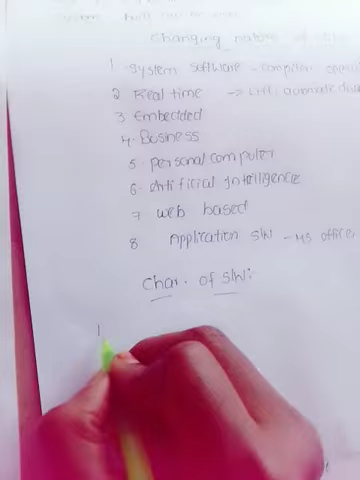 Changing nature of
1 System Software - compiler
2 Real time →
3 Embedded
4. Business
5. personal computer
6. Artificial Intelligence
7 web based
8 Application S/W - MS office
Char. of S/W:
1